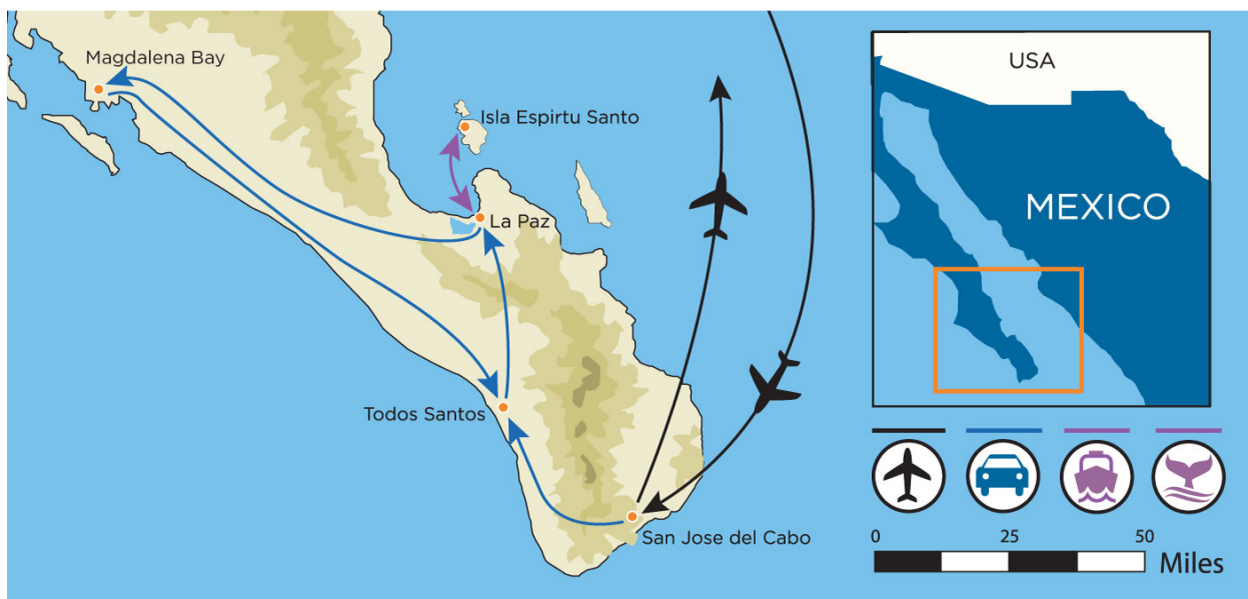 Magdalena Bay
Isla Espirtu Santo
La Paz
Todos Santos
San Jose del Cabo
USA
MEXICO
0 25 50
Miles